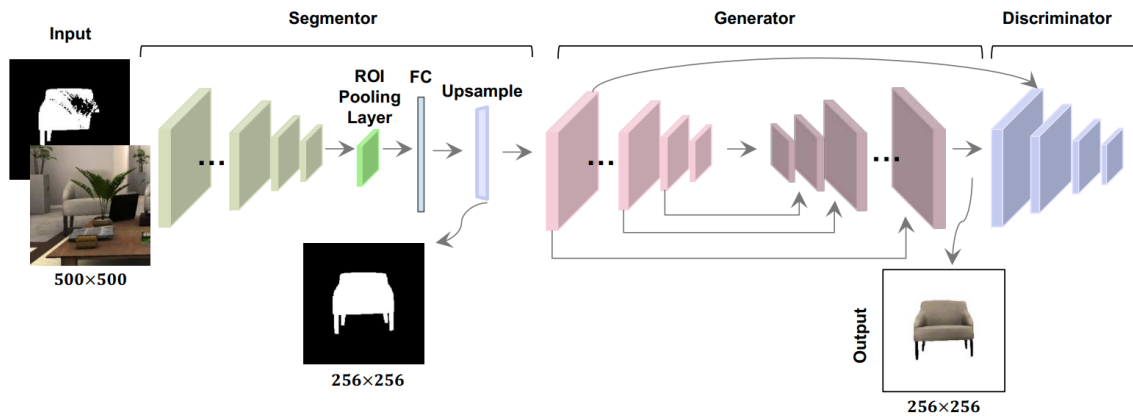 Segmentor
Generator
Discriminator
Input
ROI
Pooling
Layer
FC
Upsample
...
...
...
500×500
256×256
Output
256×256